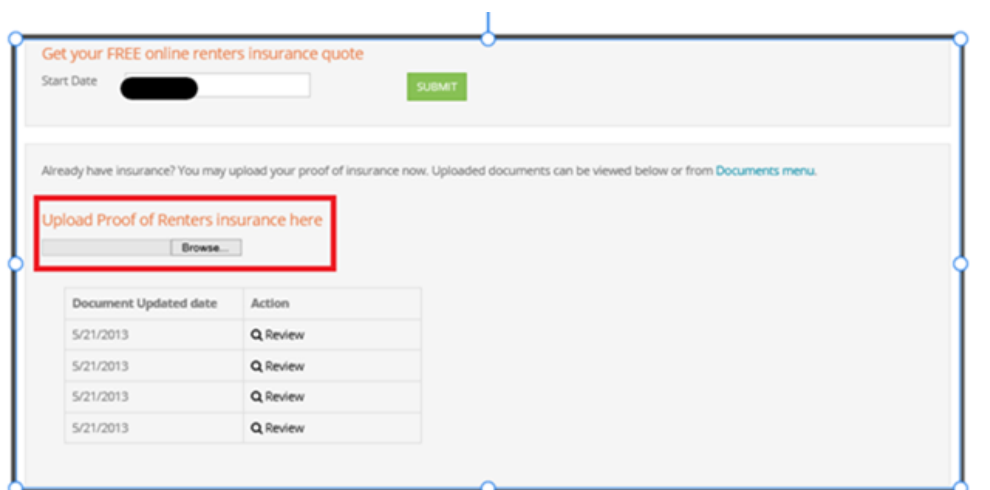 Get your FREE online renters insurance quote
Start Date
SUBMIT
Already have insurance? You may upload your proof of insurance now. Uploaded documents can be viewed below or from Documents menu.
Upload Proof of Renters insurance here
Browse...
Document Updated date Action
5/21/2013 Review
5/21/2013 Review
5/21/2013 Review
5/21/2013 Review